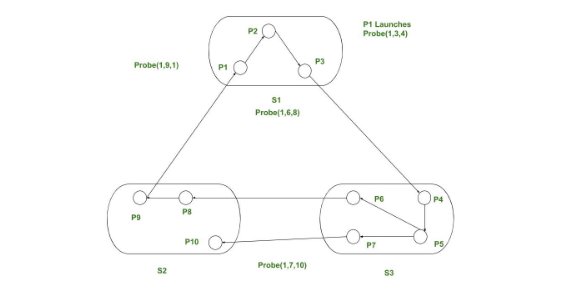 P1 Launches
Probe(1,3,4)
P2
P1
P3
Probe(1,9,1)
S1
Probe(1,6,8)
P9
P8
P10
P6
P4
P7
P5
S2
Probe(1,7,10)
S3